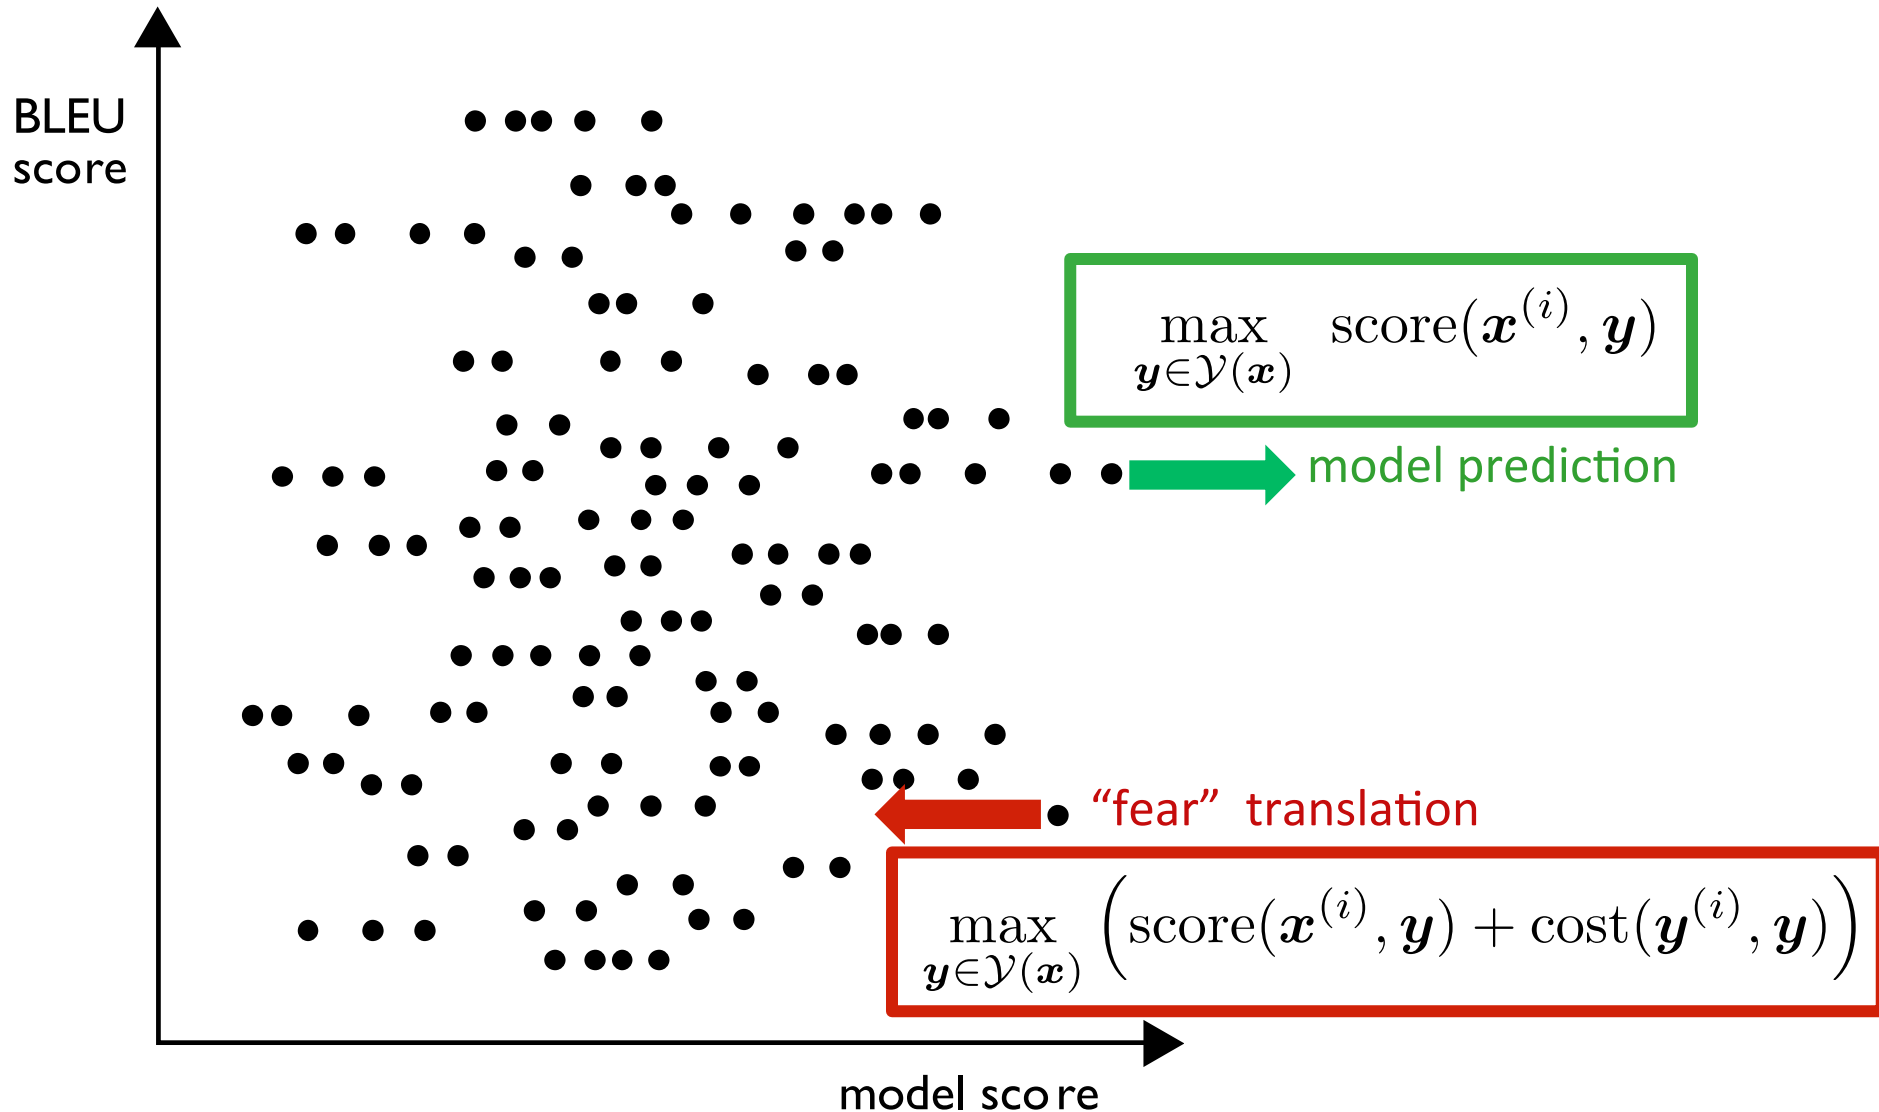 BLEU
score
max score(x^(i), y)
y∈𝒴(x)
model prediction
“fear” translation
max (score(x^(i), y) + cost(y^(i), y))
y∈𝒴(x)
model score